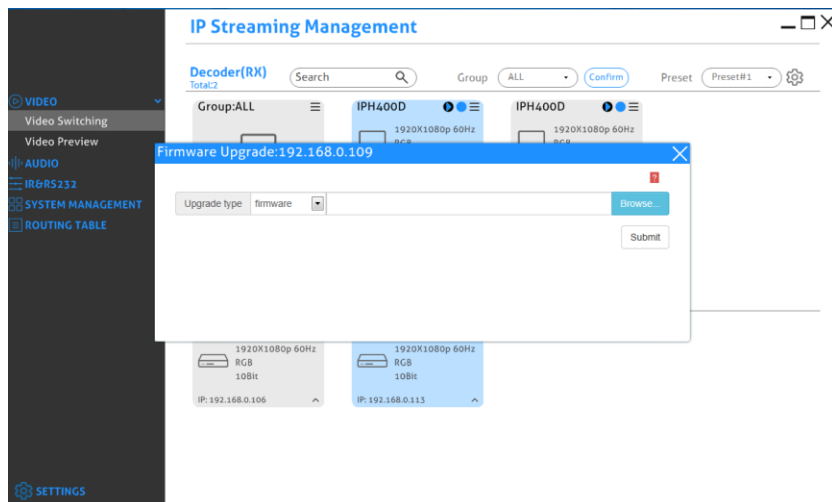 IP Streaming Management
Decoder(RX)
Total:2
Search
Group
ALL
Confirm
Preset
Preset#1
VIDEO
Video Switching
Video Preview
AUDIO
IR&RS232
SYSTEM MANAGEMENT
ROUTING TABLE
SETTINGS
Group:ALL
IPH400D
1920X1080p 60Hz
IPH400D
1920X1080p 60Hz
Firmware Upgrade:192.168.0.109
?
Upgrade type
firmware
Browse...
Submit
1920X1080p 60Hz
RGB
10Bit
IP: 192.168.0.106
1920X1080p 60Hz
RGB
10Bit
IP: 192.168.0.113